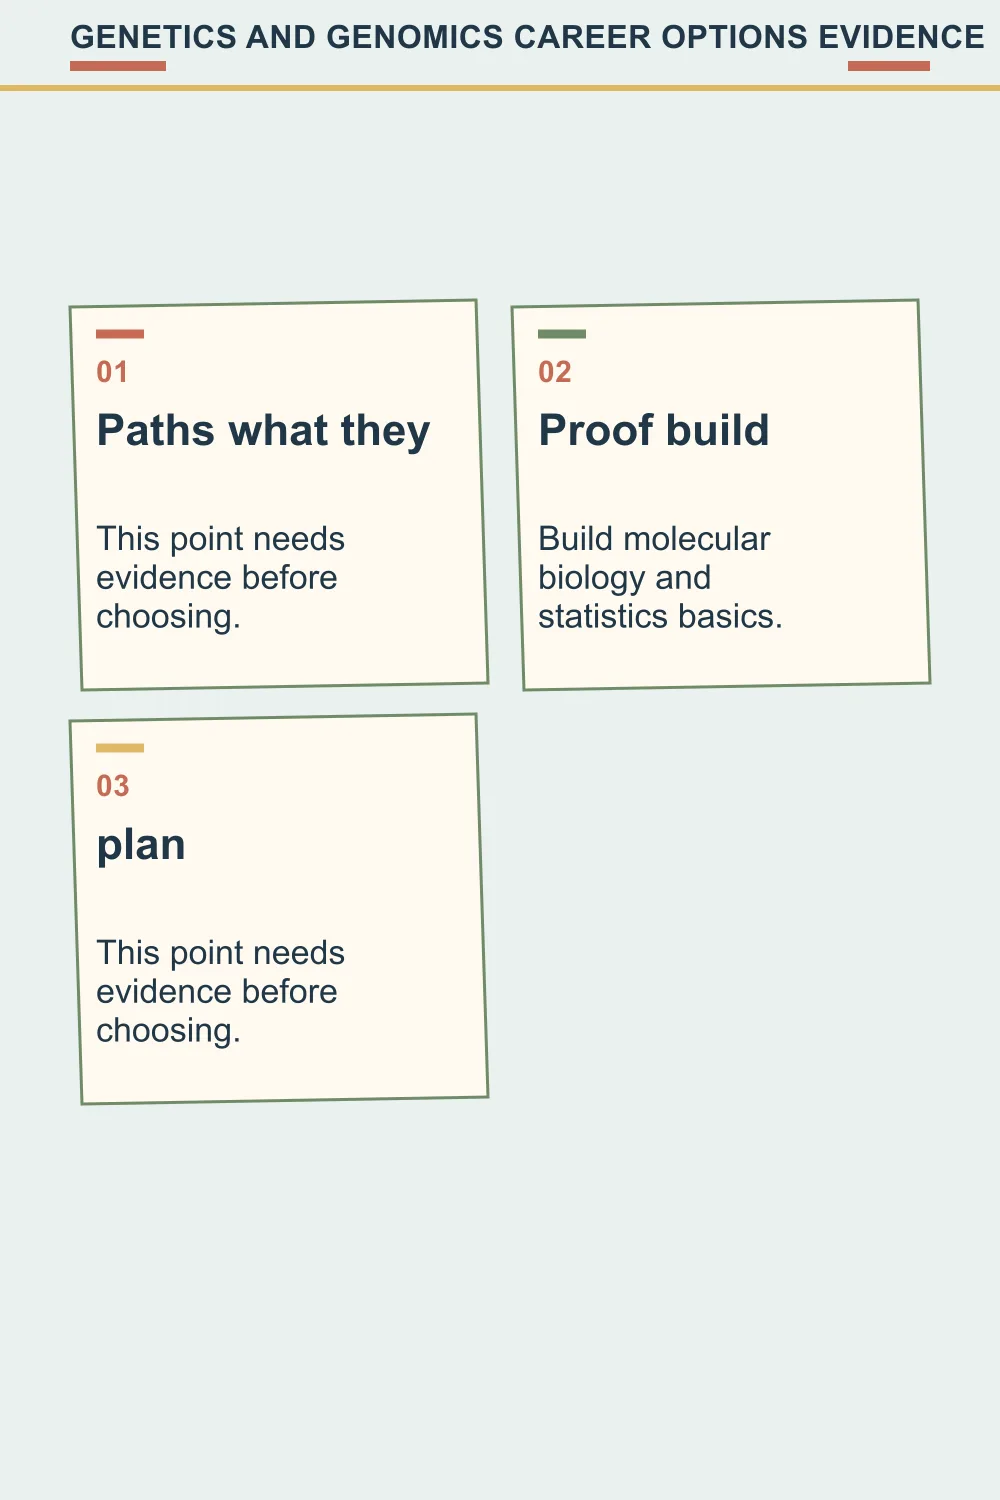 GENETICS AND GENOMICS CAREER OPTIONS EVIDENCE
01
Paths what they
This point needs
evidence before
choosing.
02
Proof build
Build molecular
biology and
statistics basics.
03
plan
This point needs
evidence before
choosing.